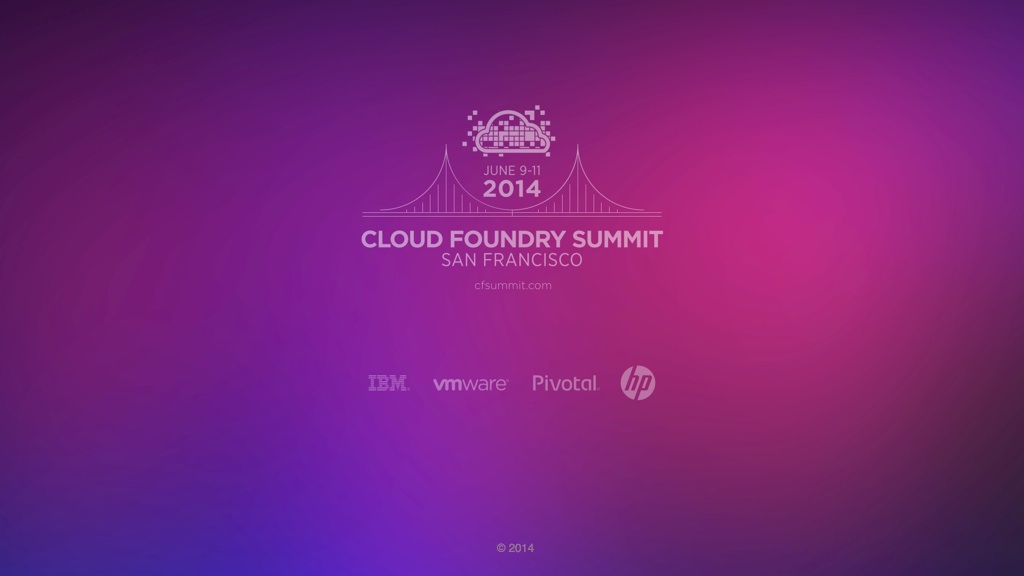 JUNE 9-11
2014
CLOUD FOUNDRY SUMMIT
SAN FRANCISCO
cfsummit.com
IBM. vmware® Pivotal. hp
© 2014